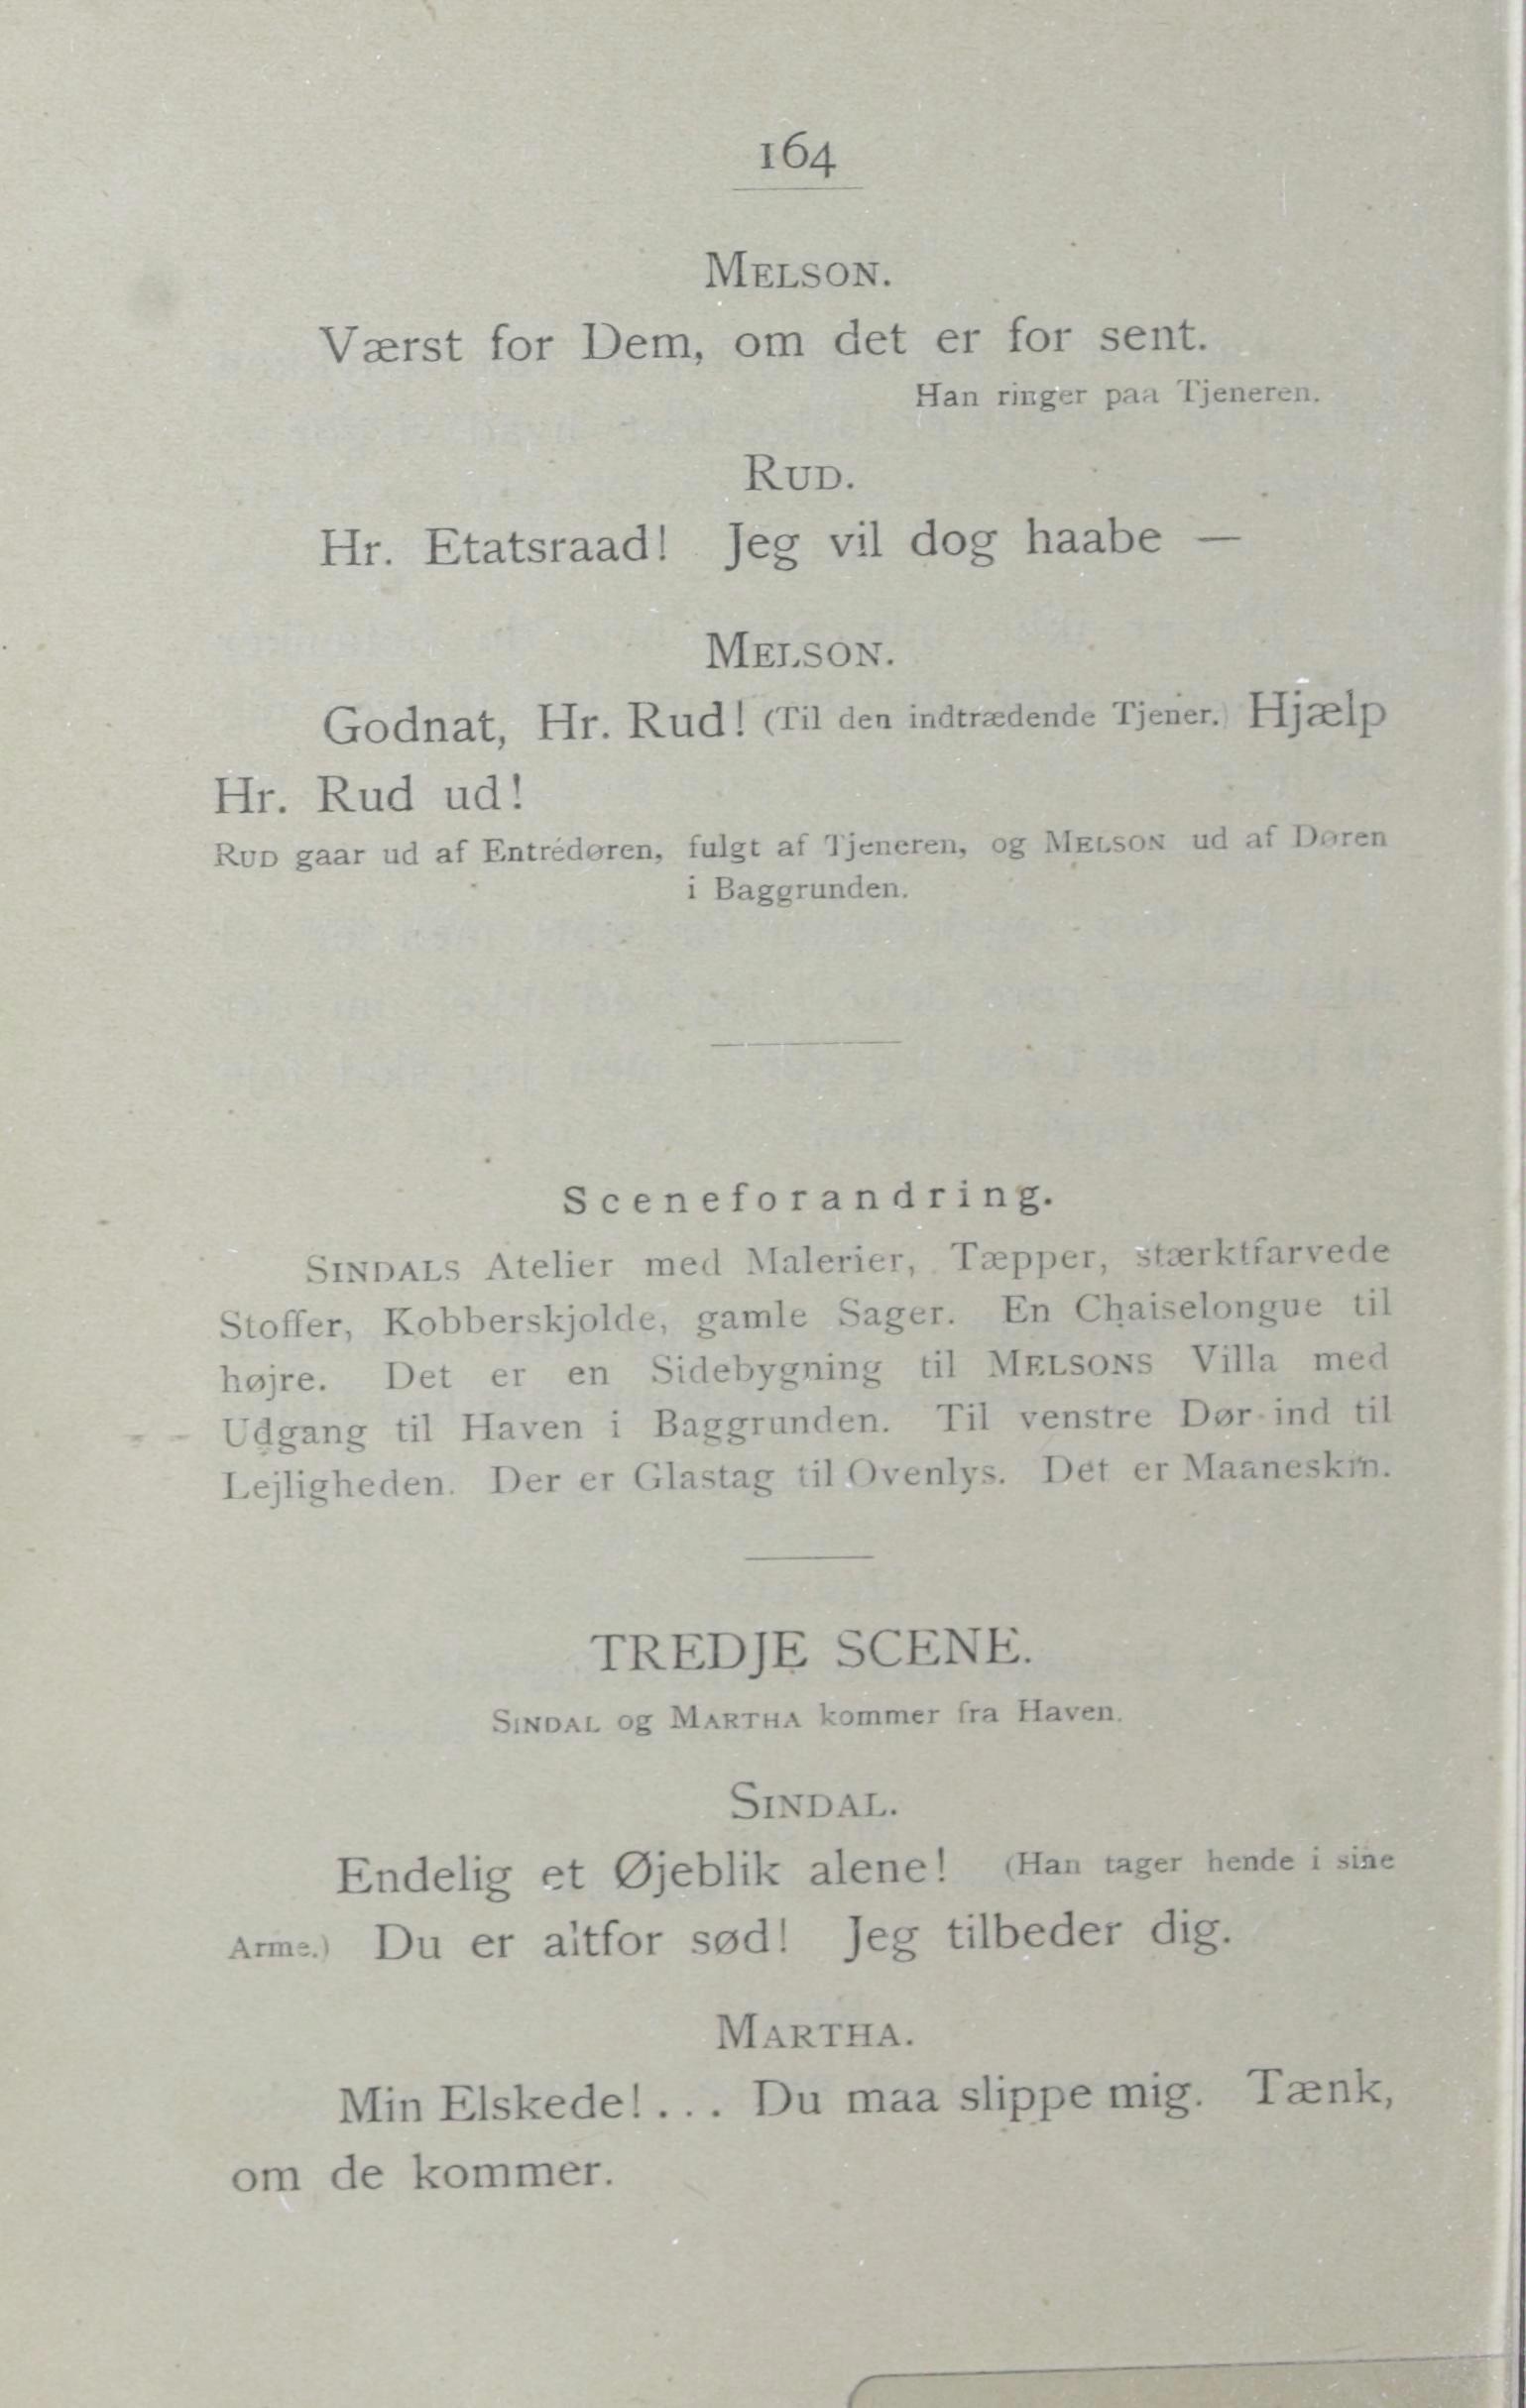 164
MELSON.
Værst for Dem, om det er for sent.
Han ringer paa Tjeneren.
RUD.
Hr. Etatsraad! Jeg vil dog haabe —
MELSON.
Godnat, Hr. Rud! (Til den indtrædende Tjener.) Hjælp
Hr. Rud ud!
RUD gaar ud af Entrédøren, fulgt af Tjeneren, og MELSON ud af Døren
i Baggrunden.
Sceneforandring.
SINDALS Atelier med Malerier, Tæpper, stærktfarvede
Stoffer, Kobberskjolde, gamle Sager. En Chaiselongue til
højre. Det er en Sidebygning til MELSONS Villa med
Udgang til Haven i Baggrunden. Til venstre Dør ind til
Lejligheden. Der er Glastag til Ovenlys. Det er Maaneskin.
TREDJE SCENE.
SINDAL og MARTHA kommer fra Haven.
SINDAL.
Endelig et Øjeblik alene! (Han tager hende i sine
Arme.) Du er altfor sød! Jeg tilbeder dig.
MARTHA.
Min Elskede!... Du maa slippe mig. Tænk,
om de kommer.